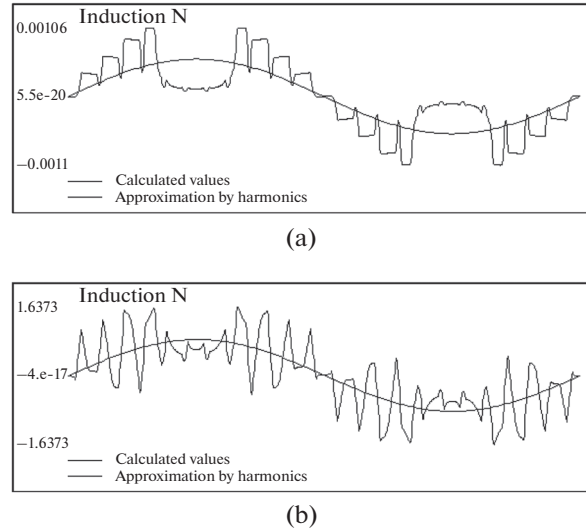 Induction N
0.00106
5.5e-20
−0.0011
Calculated values
Approximation by harmonics
(a)
Induction N
1.6373
−4.e-17
−1.6373
Calculated values
Approximation by harmonics
(b)